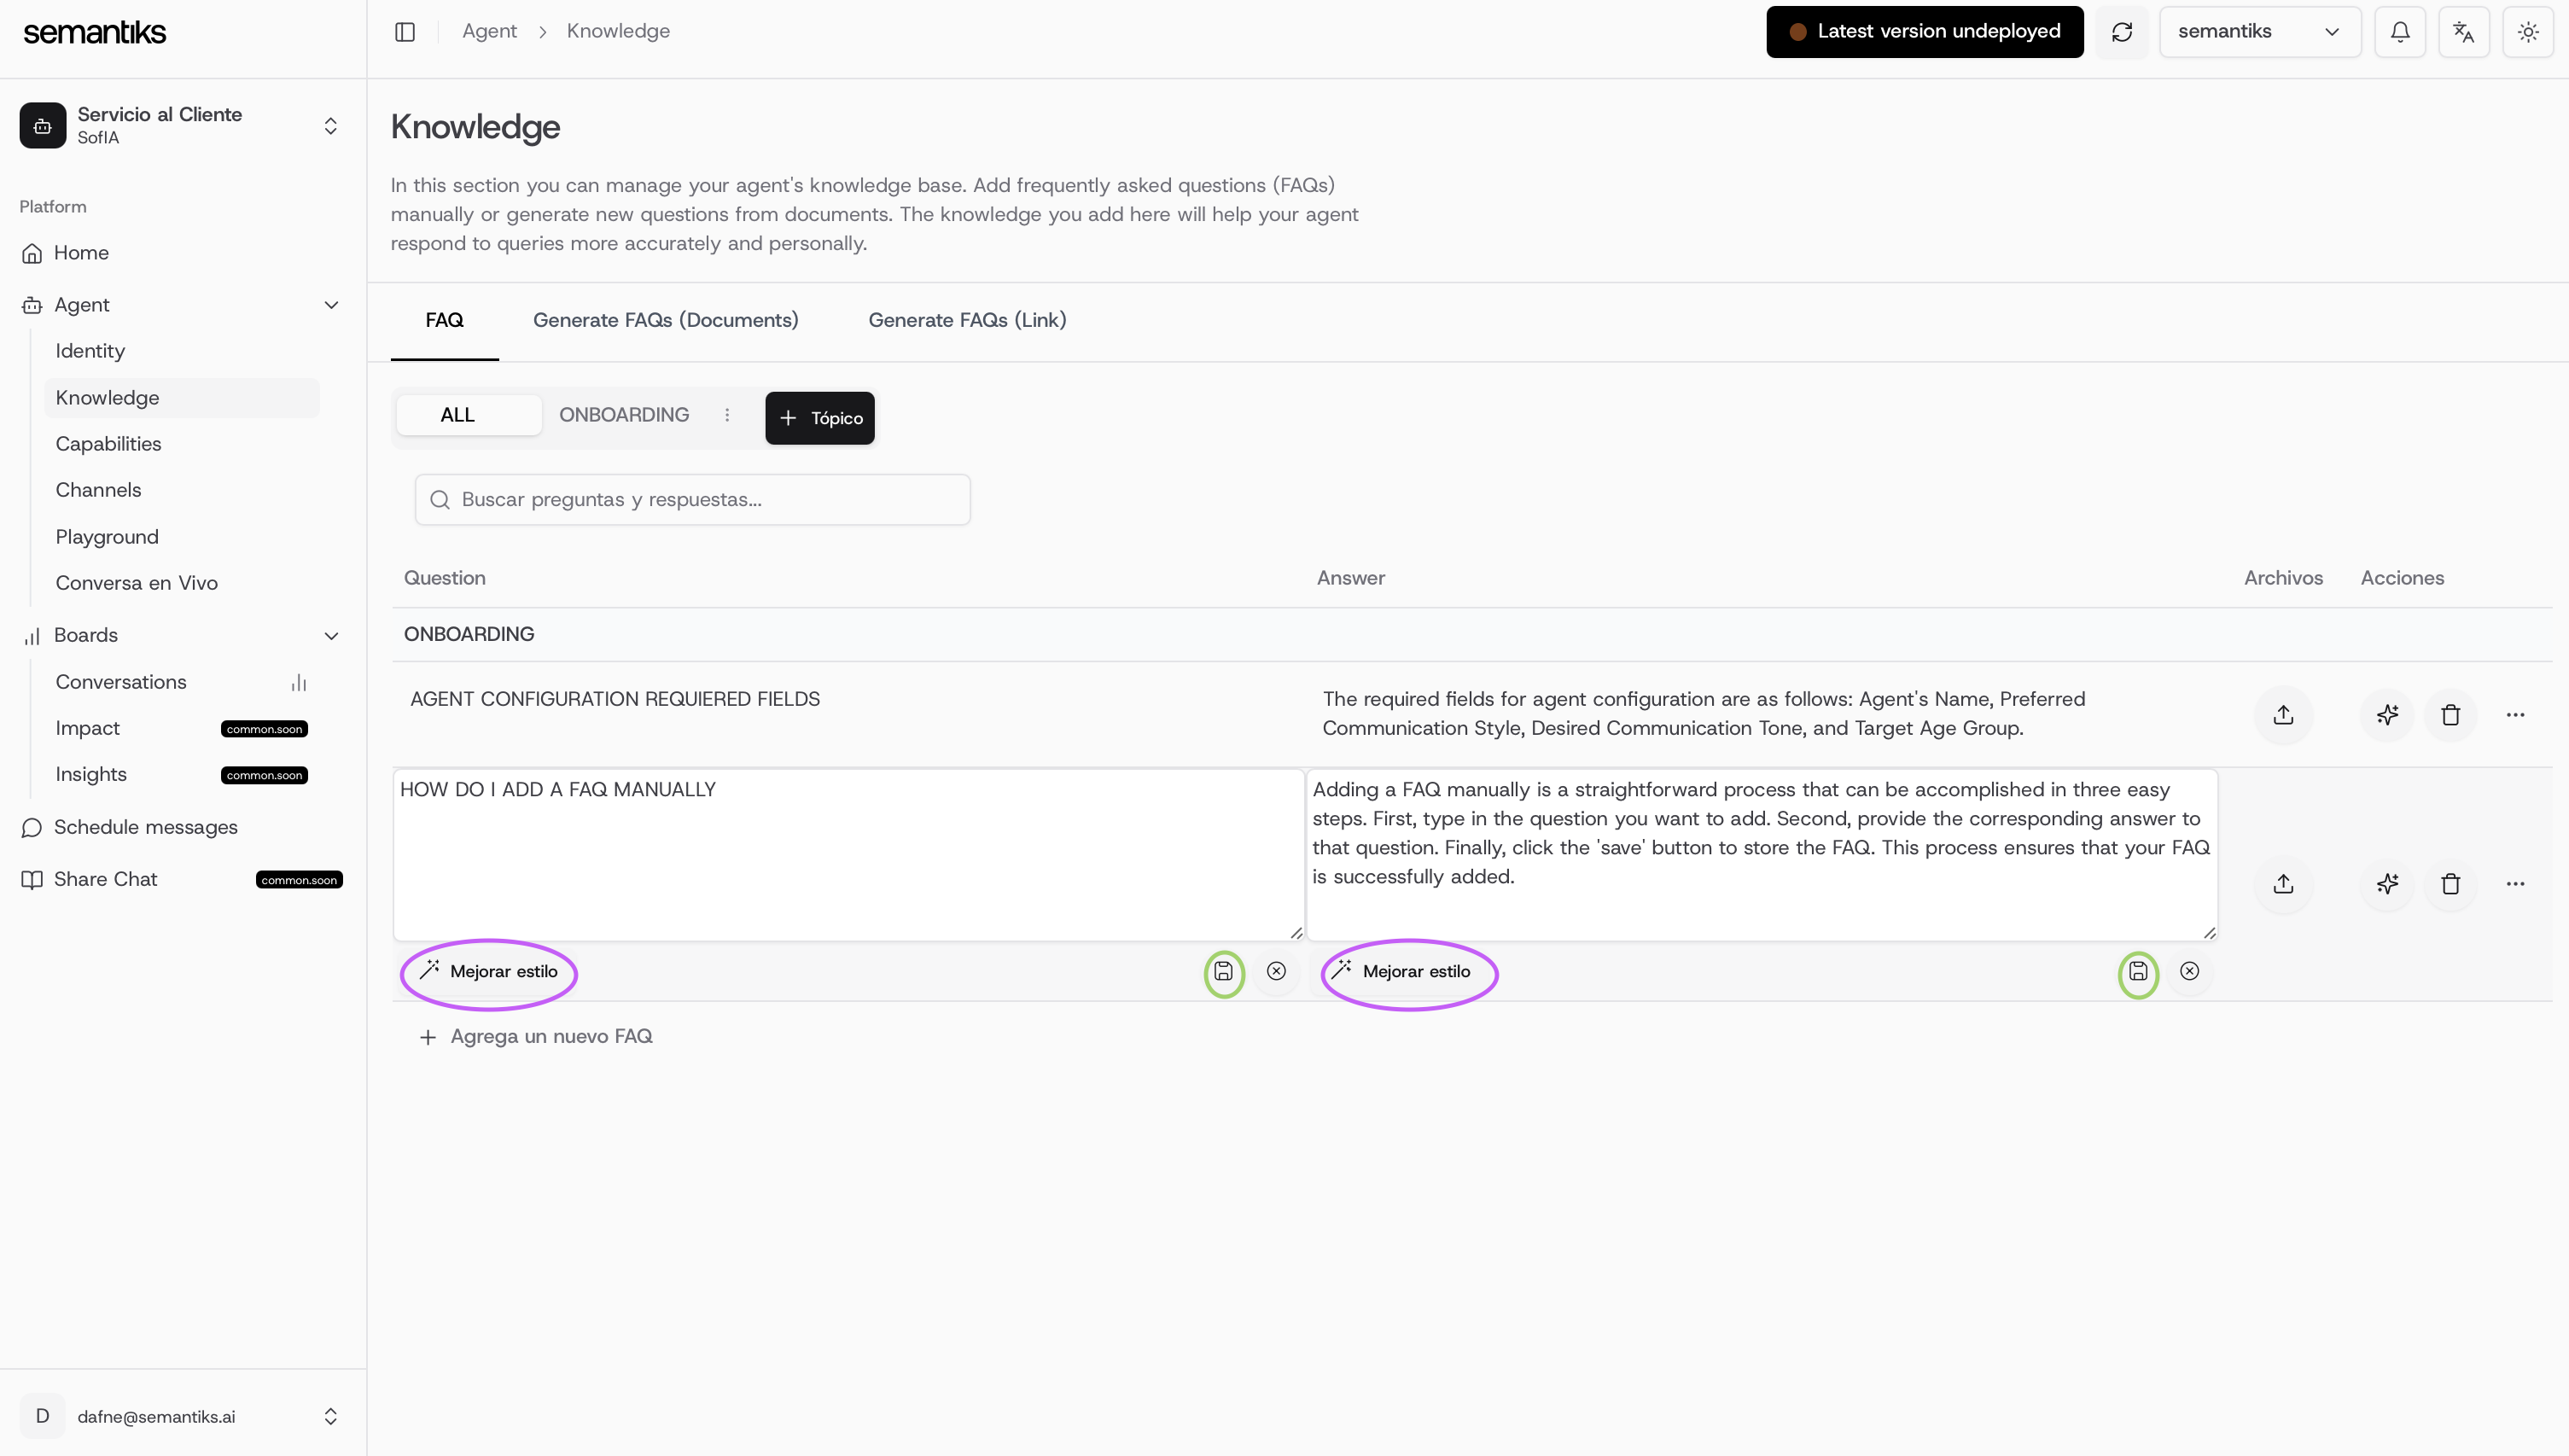 semantiks
Agent
Knowledge
Latest version undeployed
semantiks
Servicio al Cliente
SofIA
Platform
Home
Agent
Identity
Knowledge
Capabilities
Channels
Playground
Conversa en Vivo
Boards
Conversations
Impact
common.soon
Insights
common.soon
Schedule messages
Share Chat
common.soon
D
dafne@semantiks.ai
Knowledge
In this section you can manage your agent's knowledge base. Add frequently asked questions (FAQs)
manually or generate new questions from documents. The knowledge you add here will help your agent
respond to queries more accurately and personally.
FAQ
Generate FAQs (Documents)
Generate FAQs (Link)
ALL
ONBOARDING
Tópico
Buscar preguntas y respuestas...
Question
Answer
Archivos
Acciones
ONBOARDING
AGENT CONFIGURATION REQUIERED FIELDS
The required fields for agent configuration are as follows: Agent's Name, Preferred
Communication Style, Desired Communication Tone, and Target Age Group.
HOW DO I ADD A FAQ MANUALLY
Adding a FAQ manually is a straightforward process that can be accomplished in three easy
steps. First, type in the question you want to add. Second, provide the corresponding answer to
that question. Finally, click the 'save' button to store the FAQ. This process ensures that your FAQ
is successfully added.
Mejorar estilo
Mejorar estilo
Agrega un nuevo FAQ